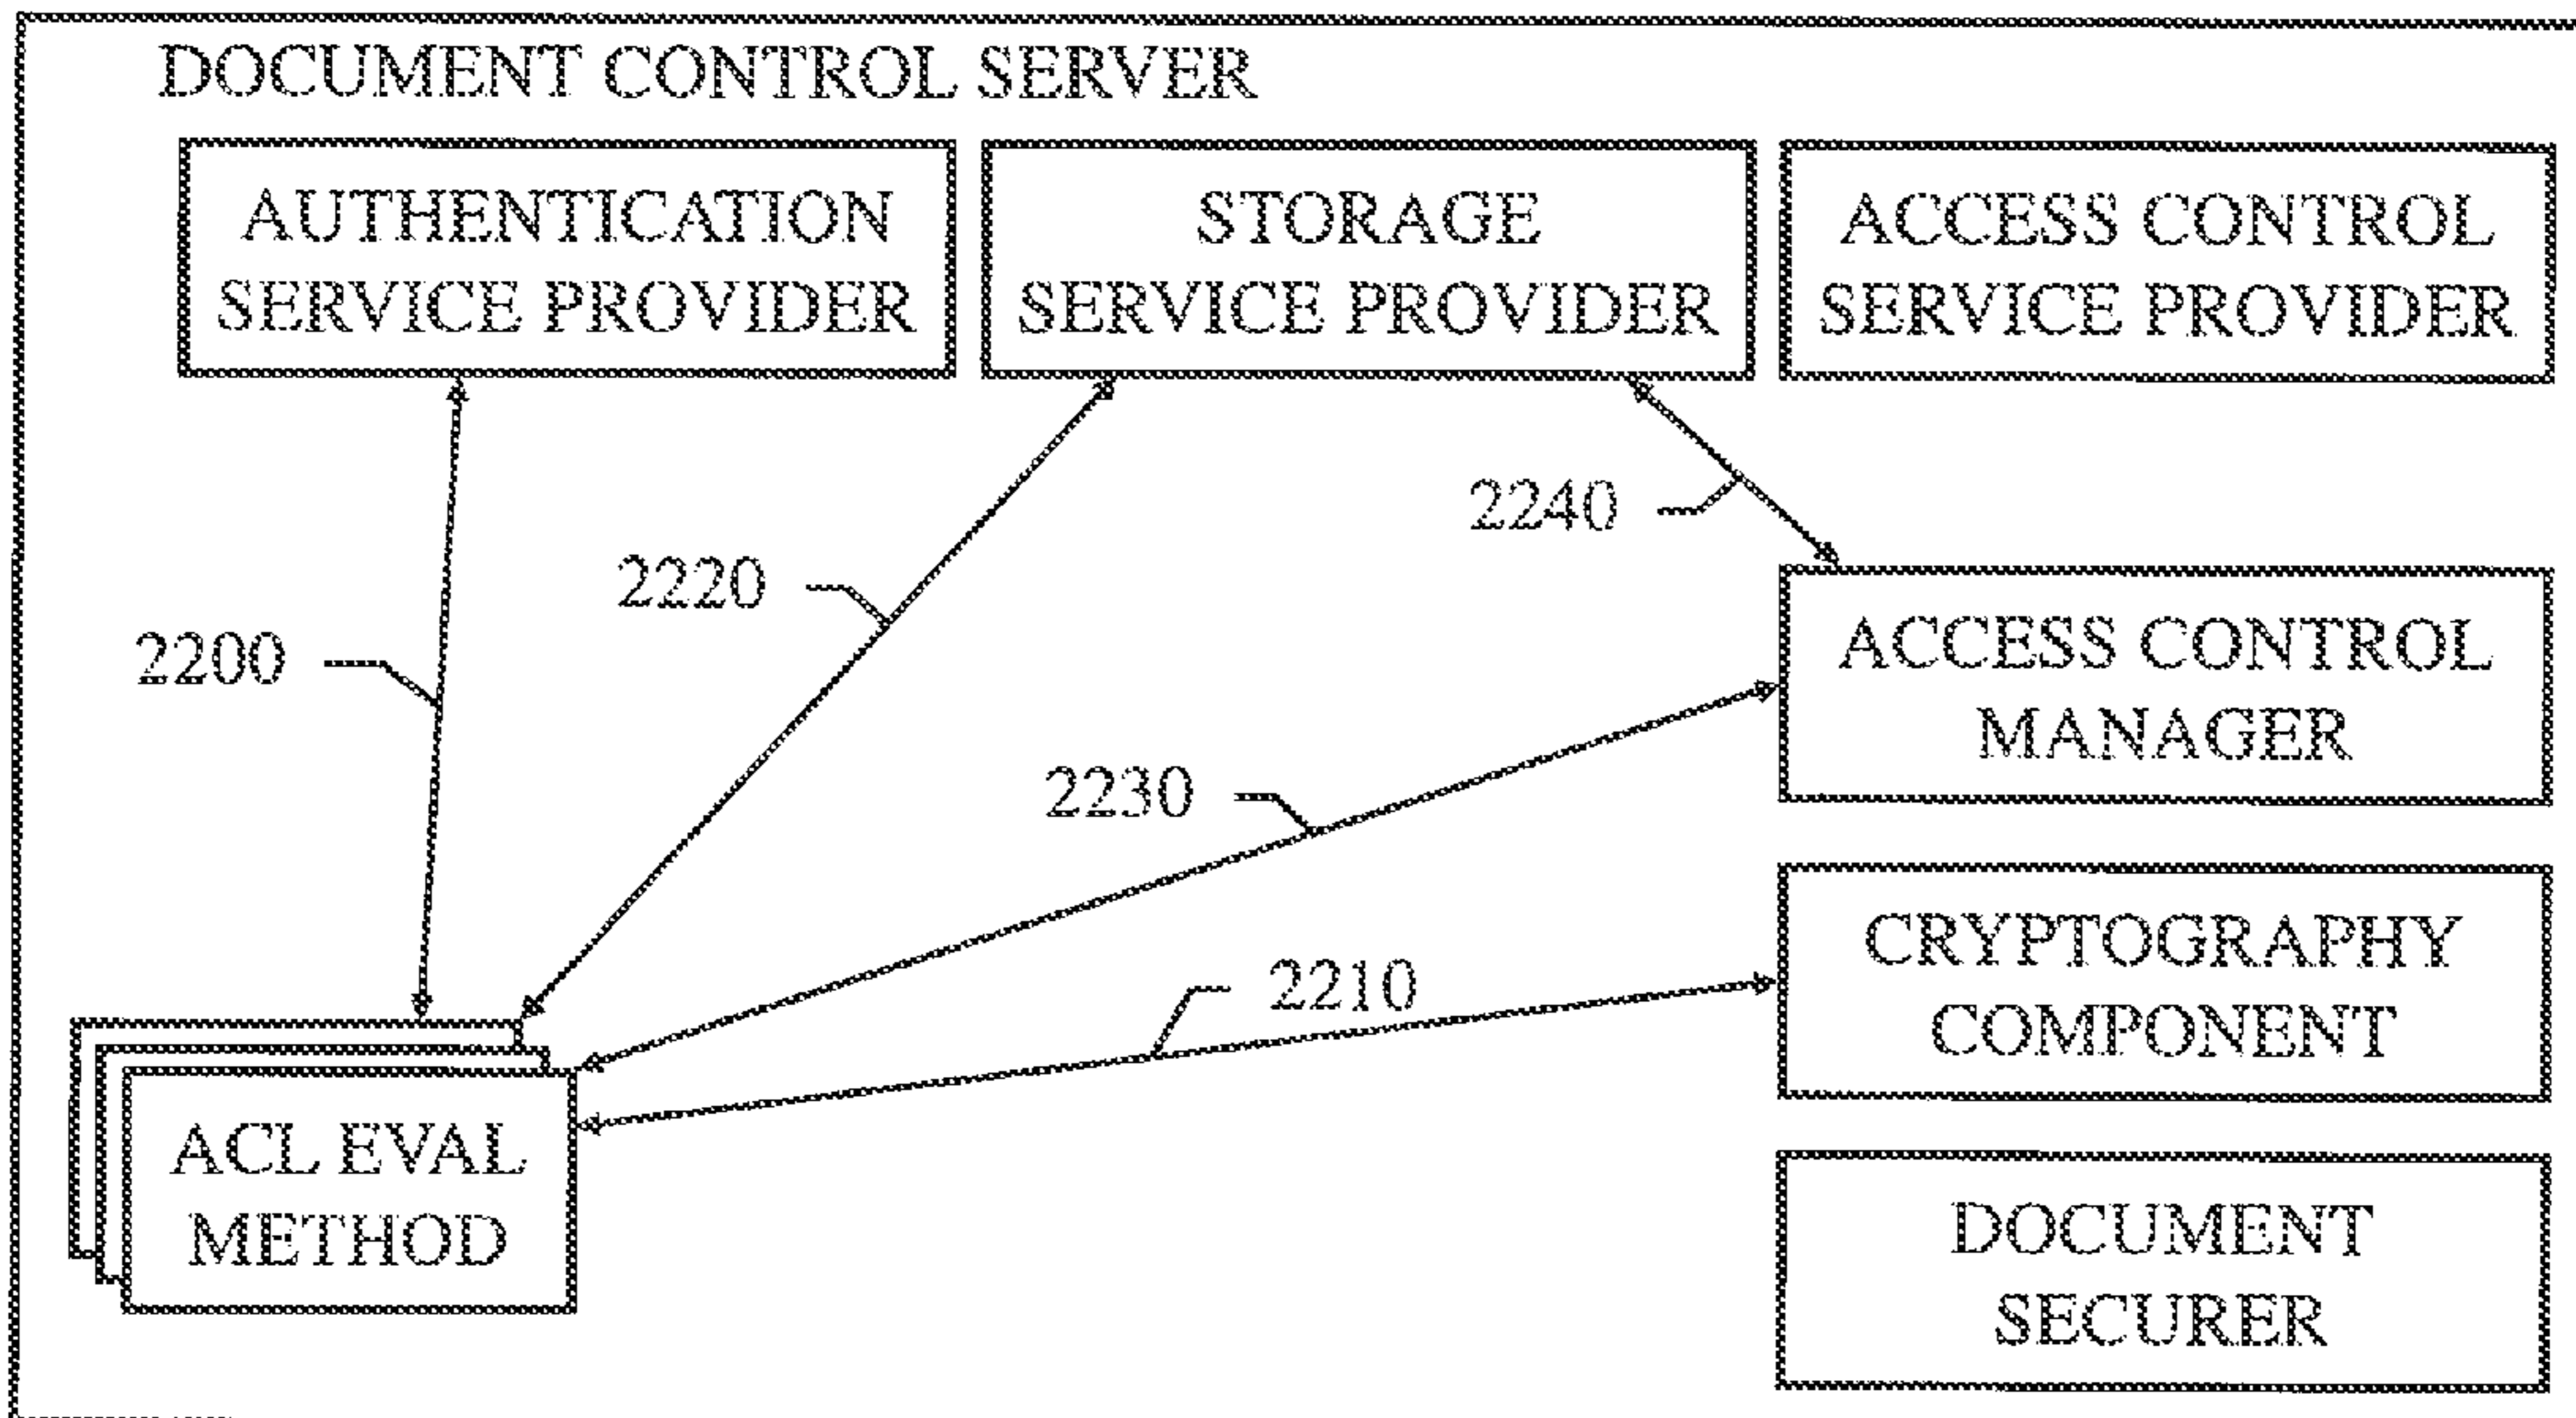 DOCUMENT CONTROL SERVER
AUTHENTICATION
SERVICE PROVIDER
STORAGE
SERVICE PROVIDER
ACCESS CONTROL
SERVICE PROVIDER
2240
2220
2200
ACCESS CONTROL
MANAGER
2230
CRYPTOGRAPHY
COMPONENT
2210
ACL EVAL
METHOD
DOCUMENT
SECURER